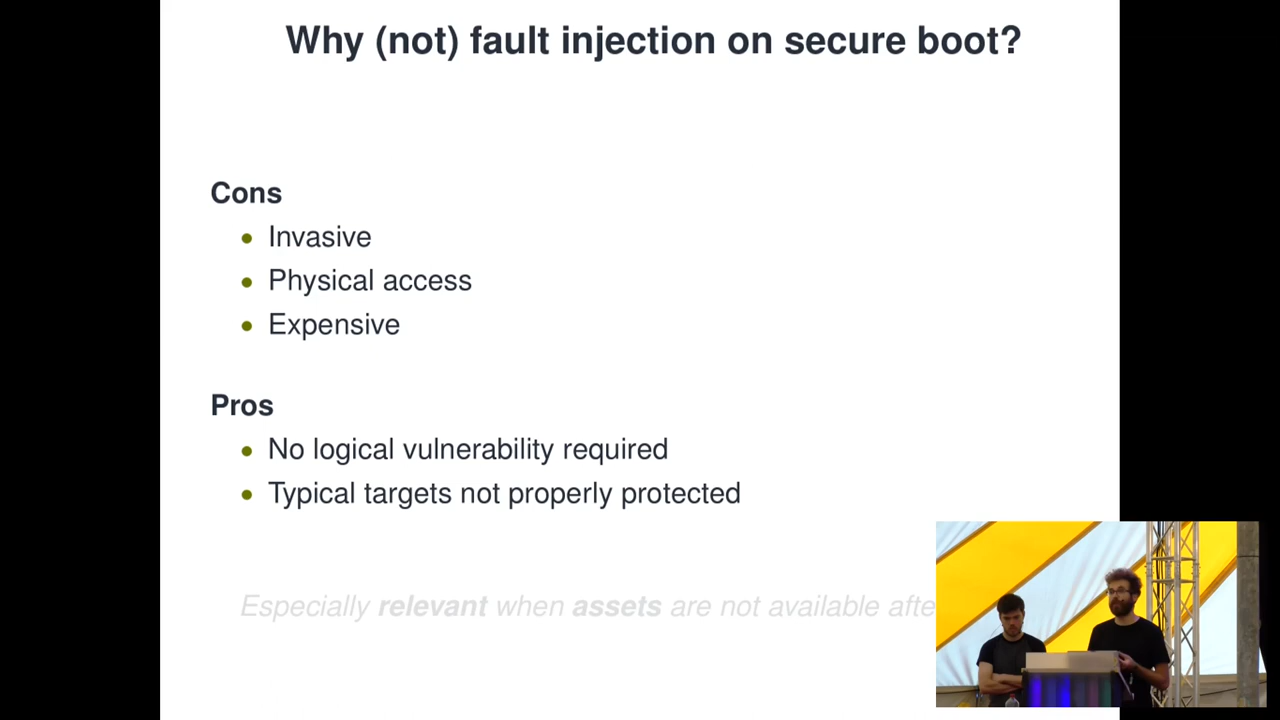 Why (not) fault injection on secure boot?
Cons
• Invasive
• Physical access
• Expensive
Pros
• No logical vulnerability required
• Typical targets not properly protected
Especially relevant when assets are not available afte